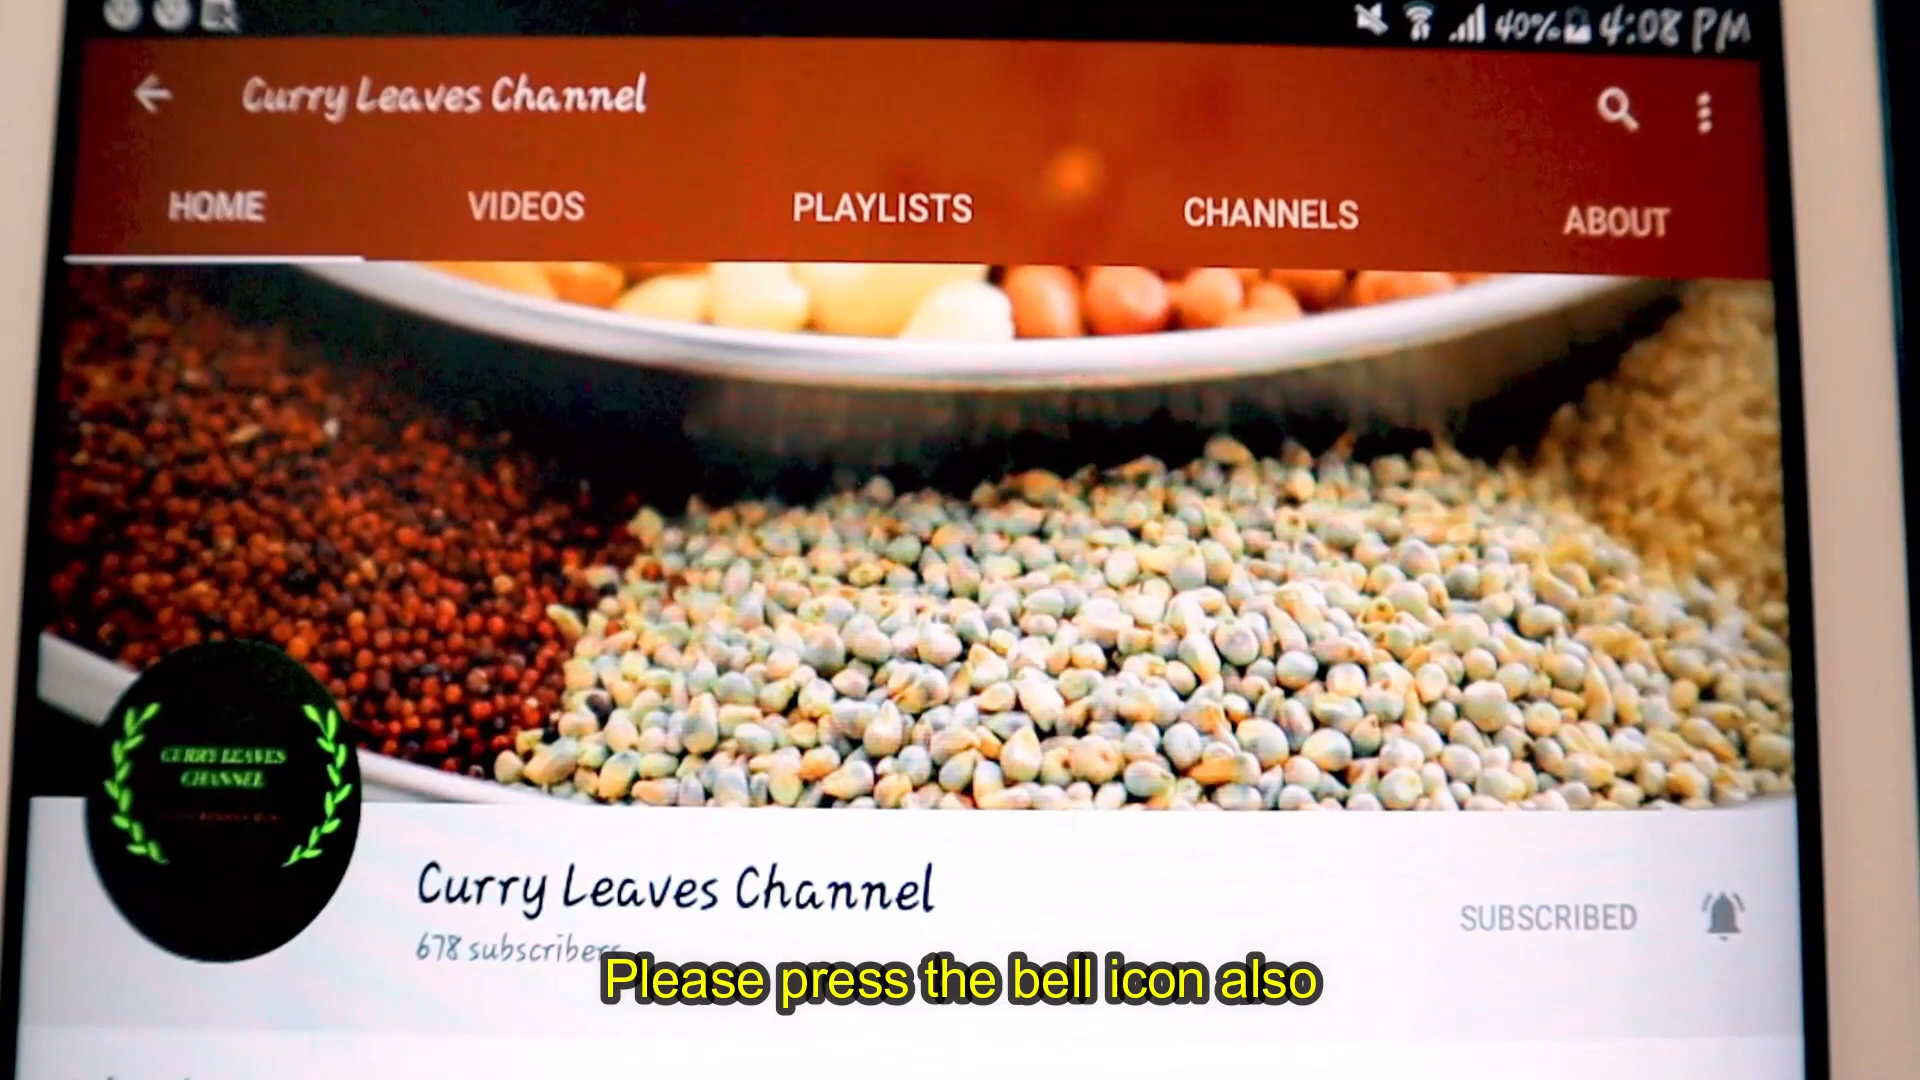 40% 4:08 PM
Curry Leaves Channel
HOME VIDEOS PLAYLISTS CHANNELS ABOUT
CURRY LEAVES
CHANNEL
Curry Leaves Channel
678 subscribers
SUBSCRIBED
Please press the bell icon also